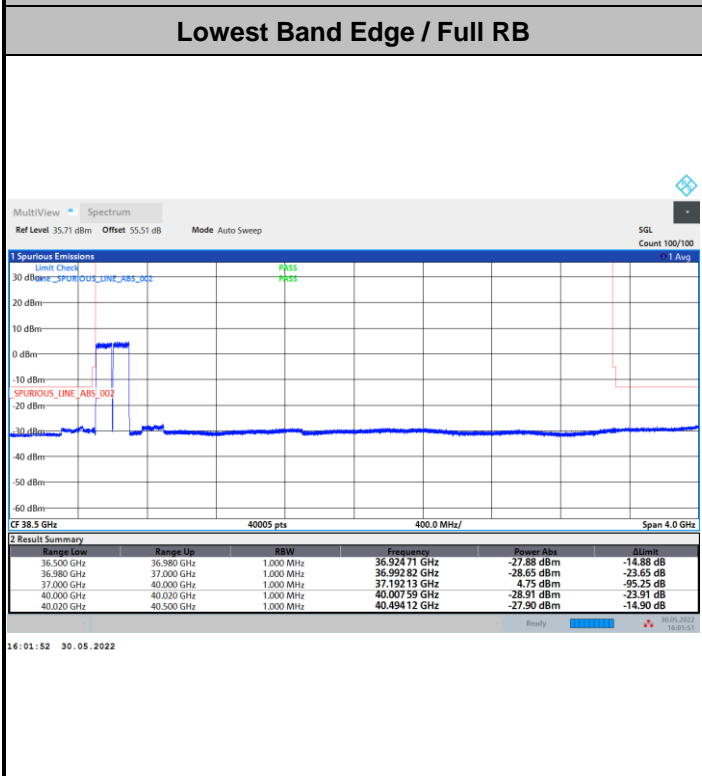 Lowest Band Edge / Full RB
MultiView Spectrum
Ref Level 35.71 dBm Offset 55.51 dB Mode Auto Sweep SGL
Count 100/100
1 Spurious Emissions 1 Avg
Limit Check PASS
30 dBm Line _SPURIOUS_LINE_ABS_002 PASS
20 dBm
10 dBm
0 dBm
-10 dBm
_SPURIOUS_LINE_ABS_002
-20 dBm
-30 dBm
-40 dBm
-50 dBm
-60 dBm
CF 38.5 GHz 40005 pts 400.0 MHz/ Span 4.0 GHz
2 Result Summary
Range Low Range Up RBW Frequency Power Abs ΔLimit
36.500 GHz 36.980 GHz 1.000 MHz 36.924 71 GHz -27.88 dBm -14.88 dB
36.980 GHz 37.000 GHz 1.000 MHz 36.992 82 GHz -28.65 dBm -23.65 dB
37.000 GHz 40.000 GHz 1.000 MHz 37.192 13 GHz 4.75 dBm -95.25 dB
40.000 GHz 40.020 GHz 1.000 MHz 40.007 59 GHz -28.91 dBm -23.91 dB
40.020 GHz 40.500 GHz 1.000 MHz 40.494 12 GHz -27.90 dBm -14.90 dB
Ready 30.05.2022
16:01:51
16:01:52 30.05.2022